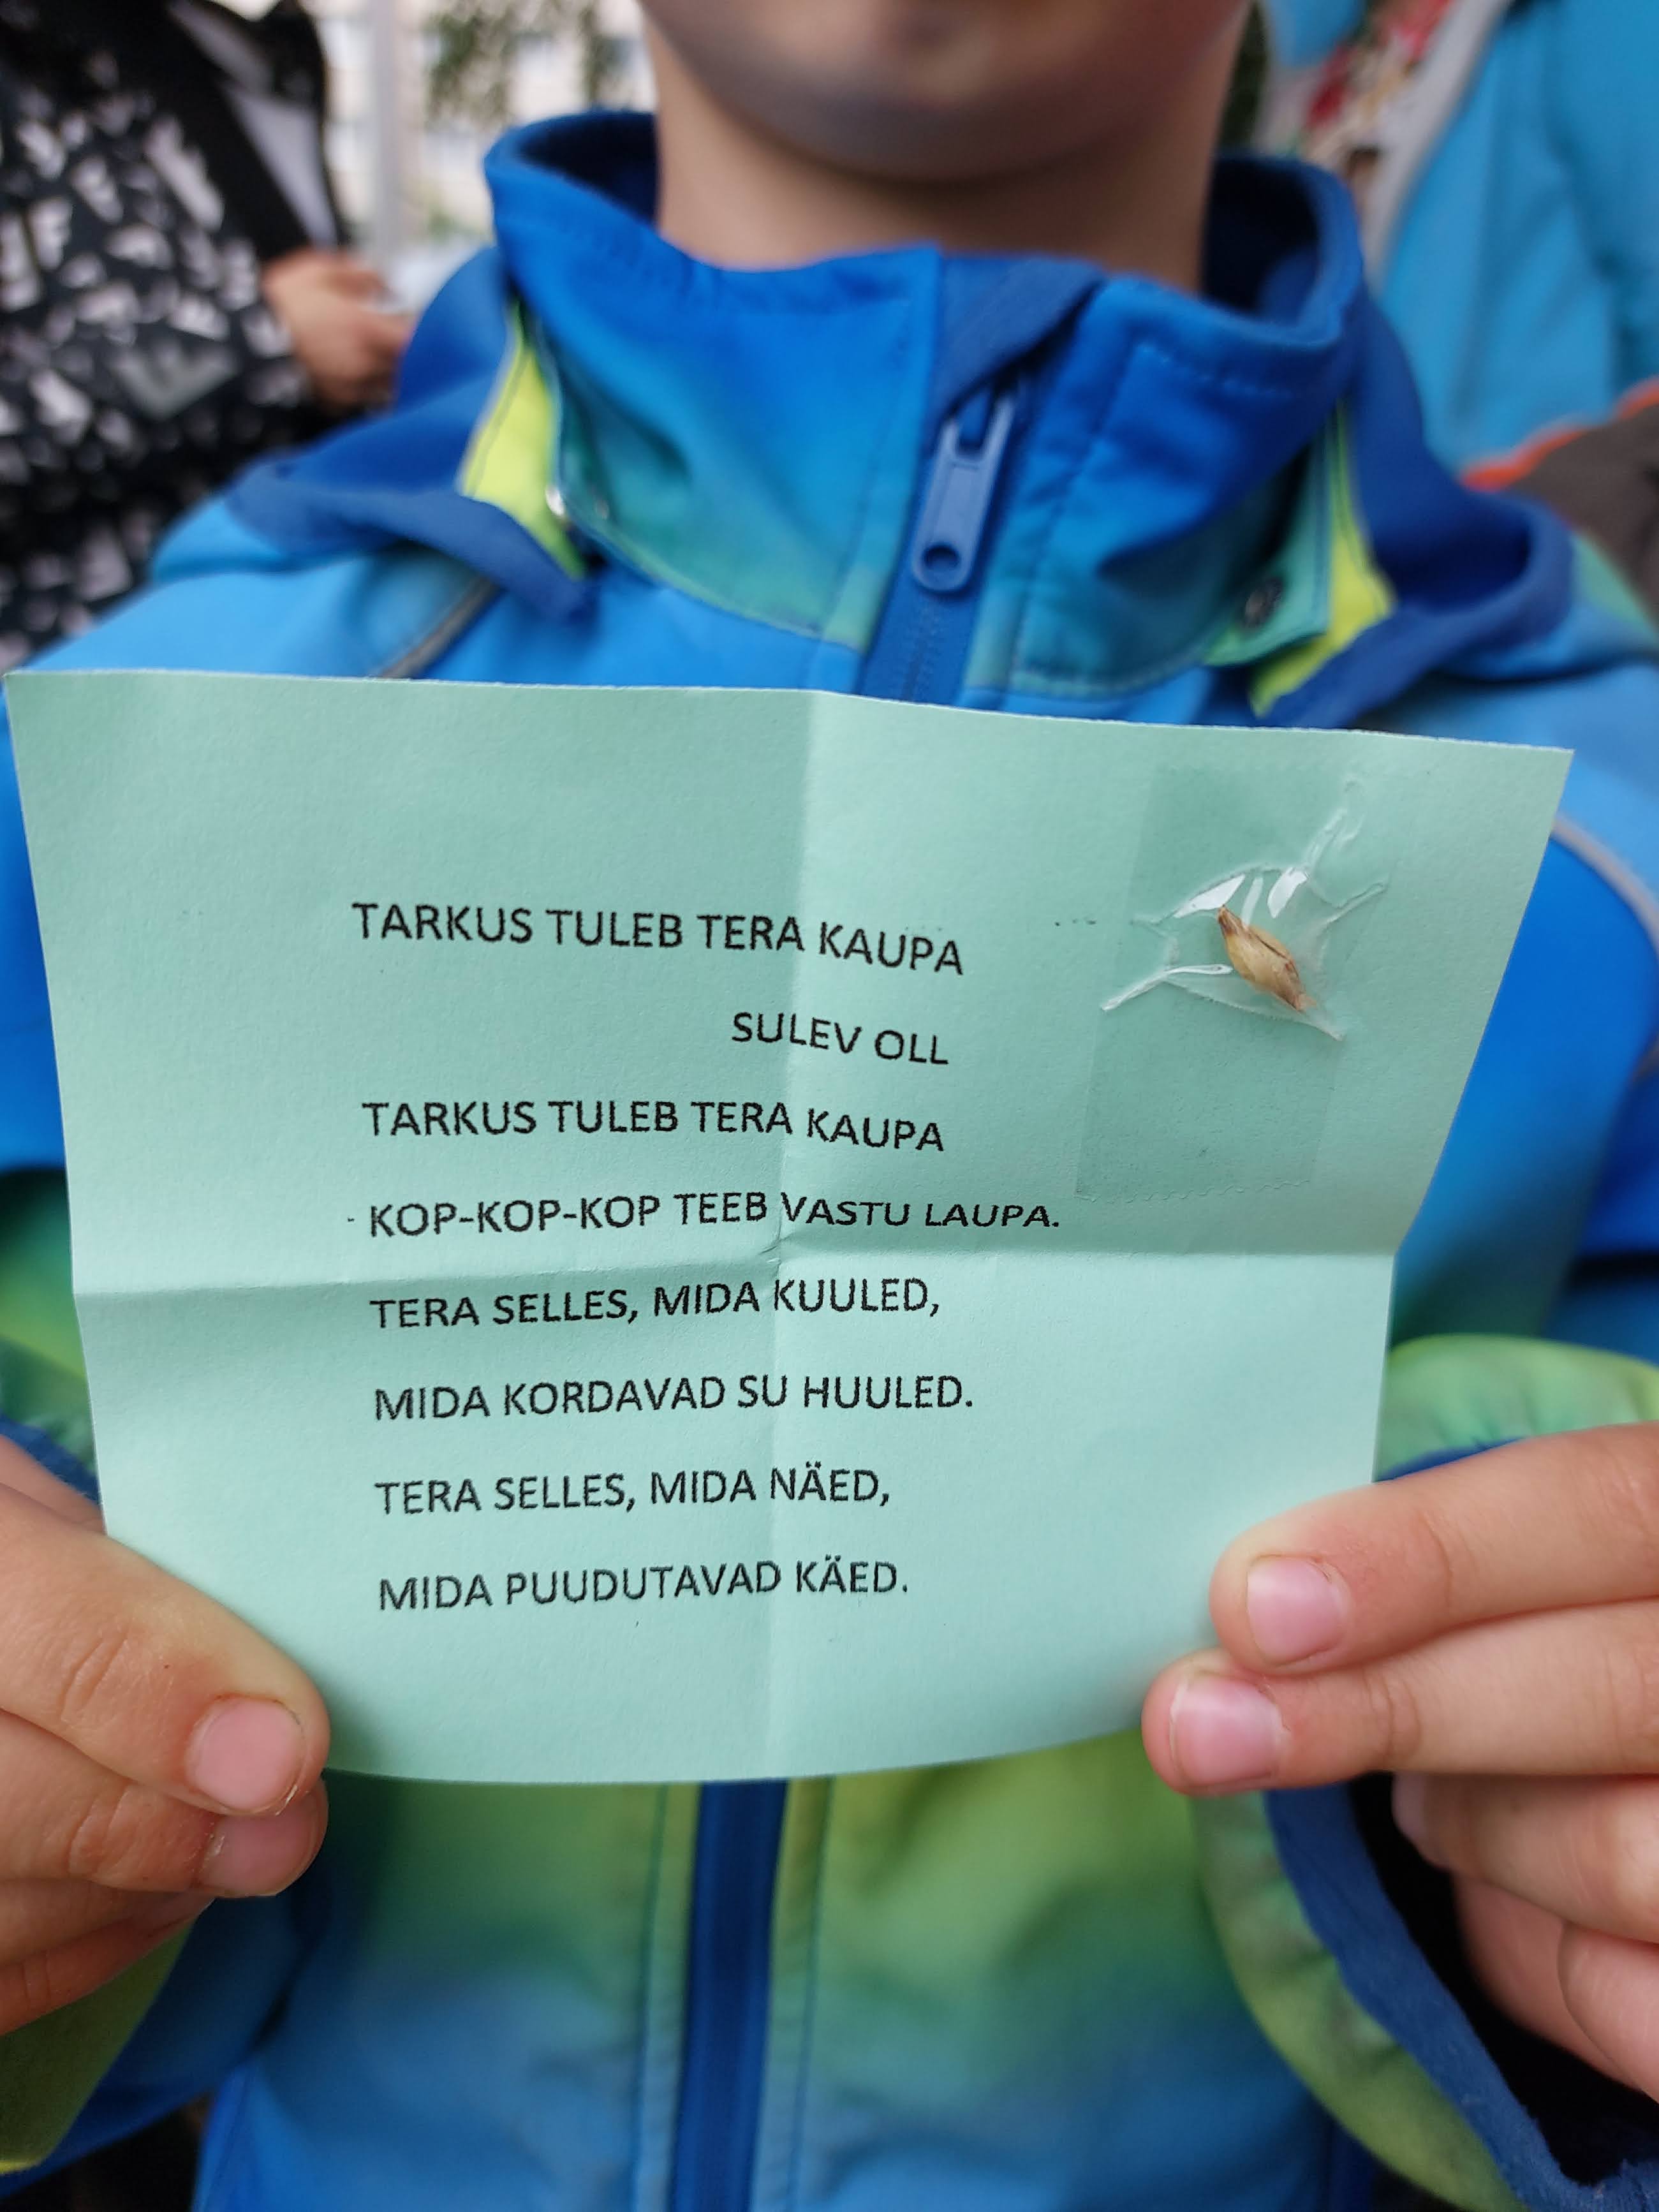 TARKUS TULEB TERA KAUPA
SULEV OLL
TARKUS TULEB TERA KAUPA
KOP-KOP-KOP TEEB VASTU LAUPA.
TERA SELLES, MIDA KUULED,
MIDA KORDAVAD SU HUULED.
TERA SELLES, MIDA NÄED,
MIDA PUUDUTAVAD KÄED.